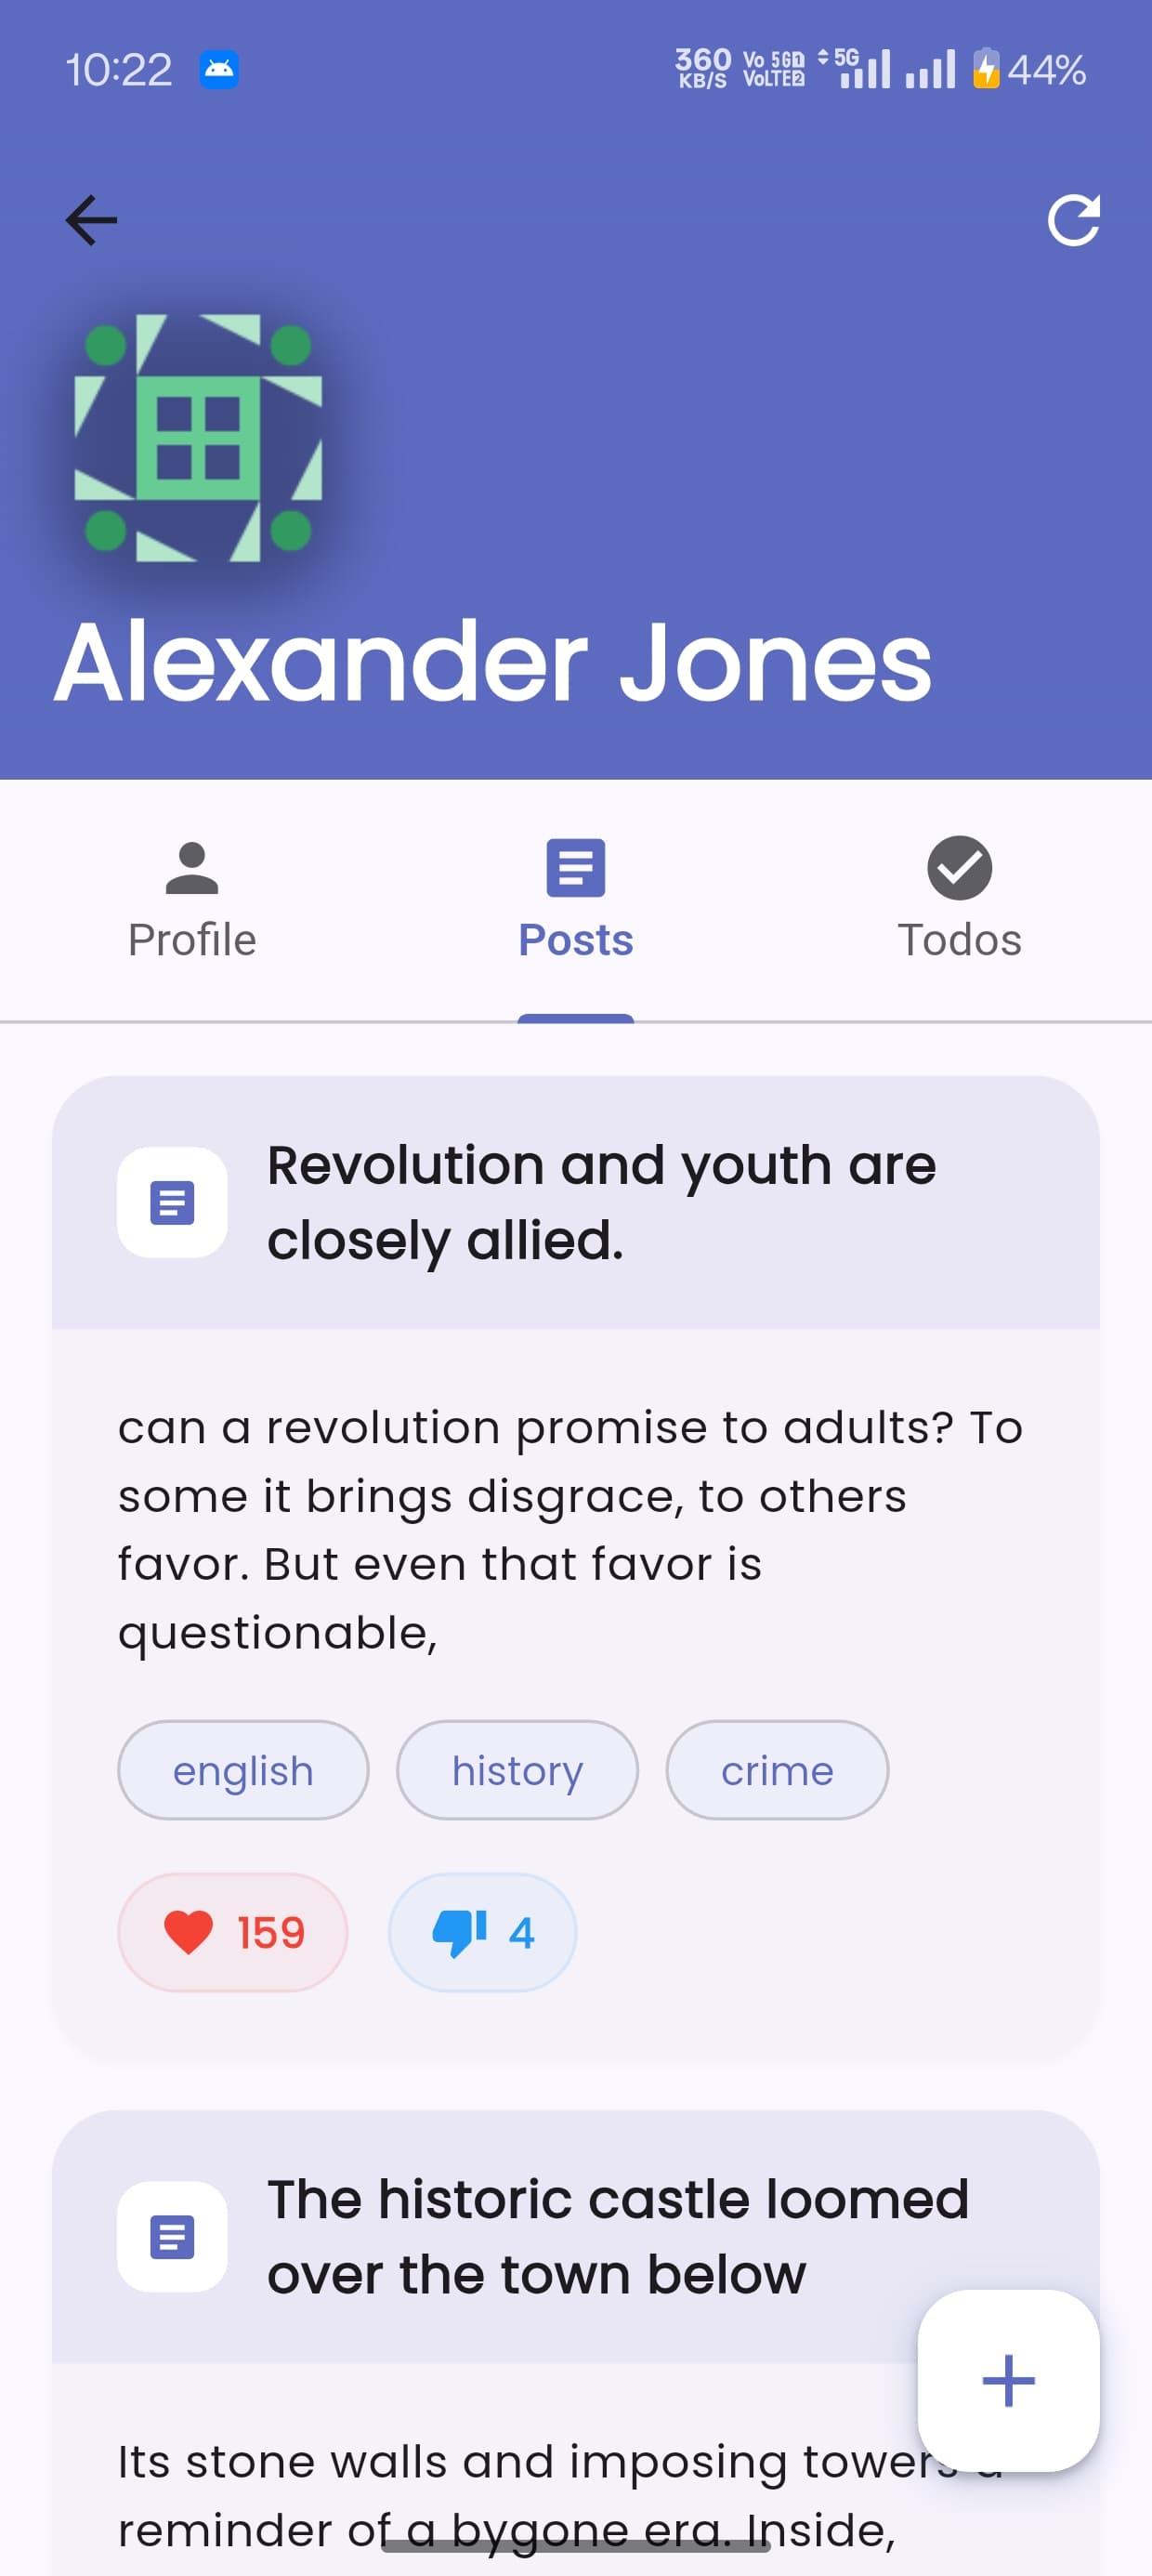 10:22
360 KB/S Vo 5G 1 VoLTE 2 5G 44%
Alexander Jones
Profile
Posts
Todos
Revolution and youth are
closely allied.
can a revolution promise to adults? To
some it brings disgrace, to others
favor. But even that favor is
questionable,
english
history
crime
159
4
The historic castle loomed
over the town below
Its stone walls and imposing towers a
reminder of a bygone era. Inside,